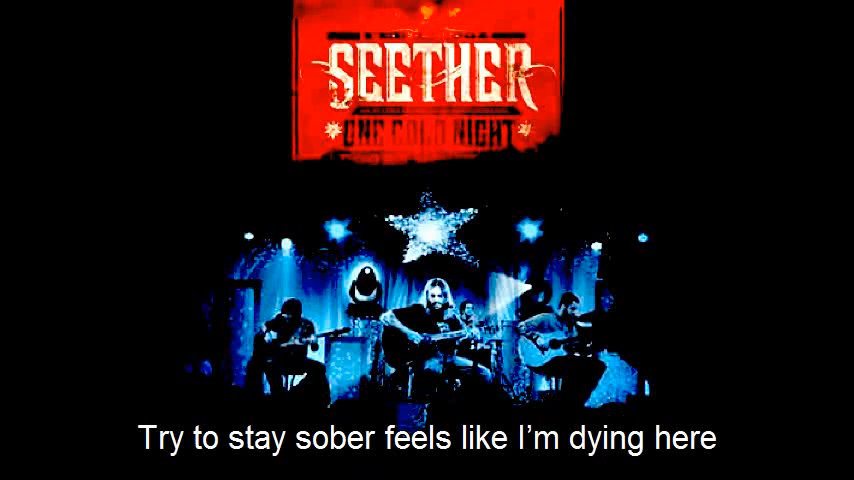 SEETHER
ONE COLD NIGHT
Try to stay sober feels like I’m dying here